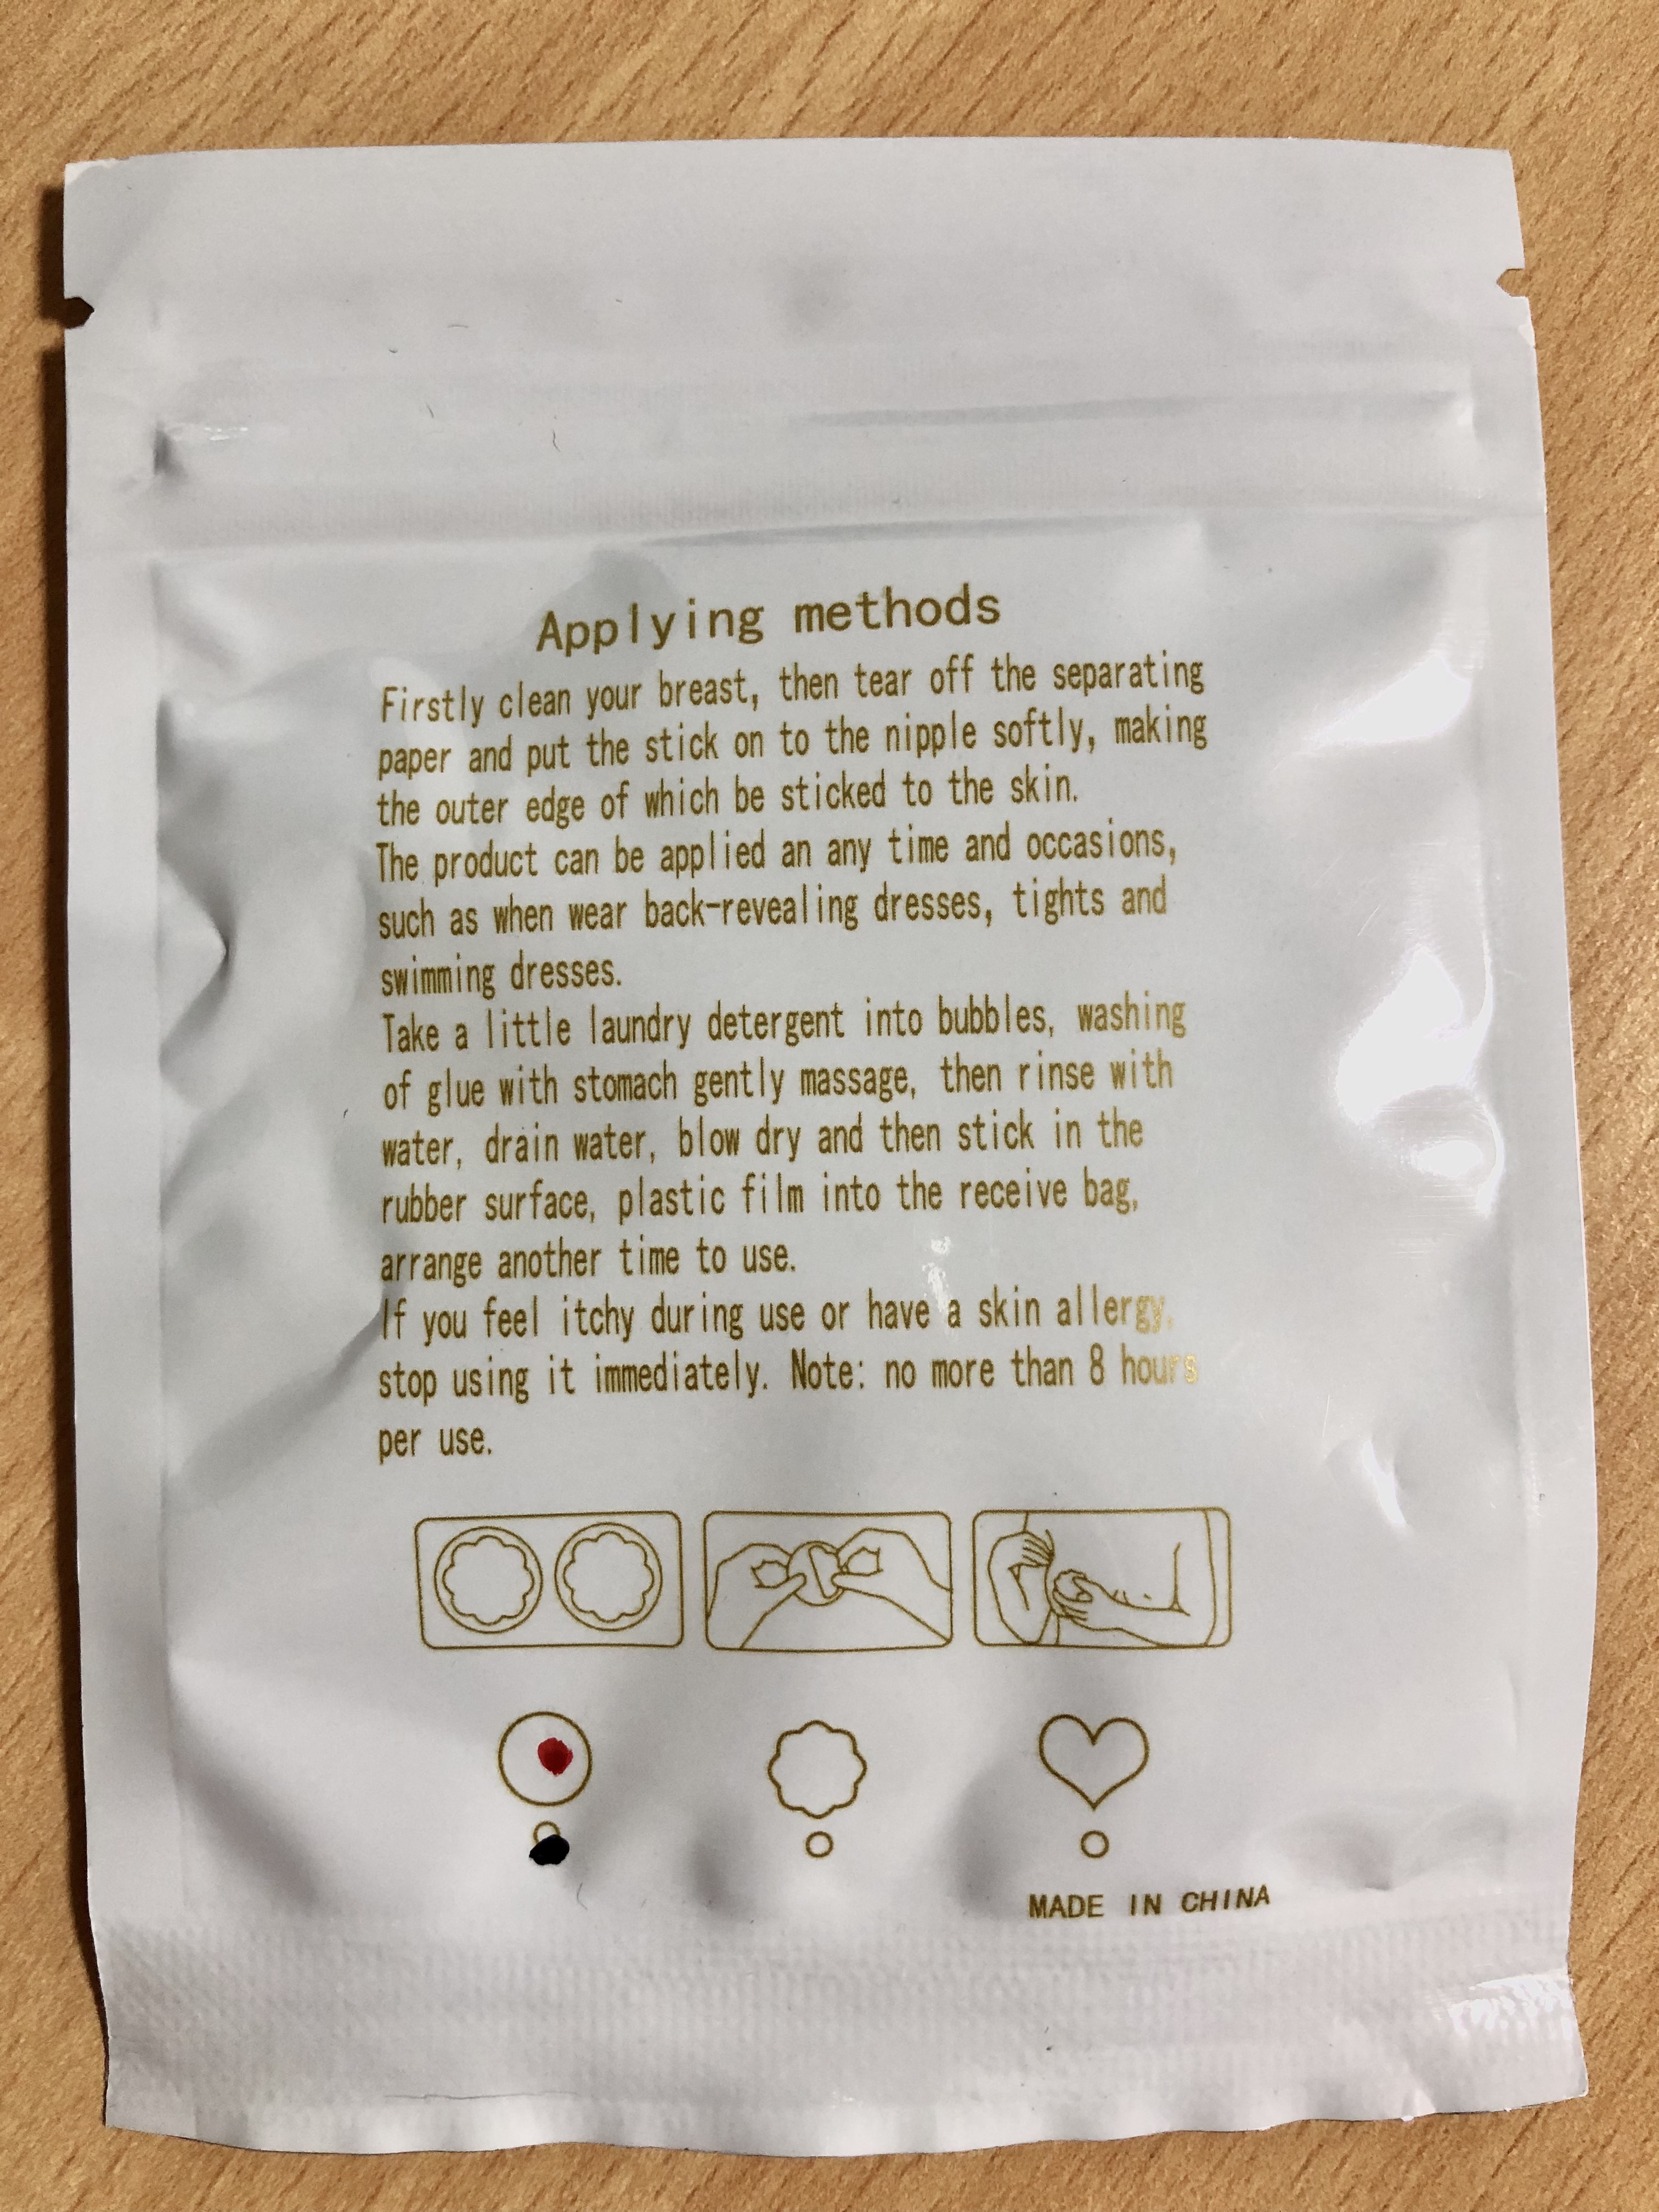 Applying methods
Firstly clean your breast, then tear off the separating
paper and put the stick on to the nipple softly, making
the outer edge of which be sticked to the skin.
The product can be applied an any time and occasions,
such as when wear back-revealing dresses, tights and
swimming dresses.
Take a little laundry detergent into bubbles, washing
of glue with stomach gently massage, then rinse with
water, drain water, blow dry and then stick in the
rubber surface, plastic film into the receive bag,
arrange another time to use.
If you feel itchy during use or have a skin allergy,
stop using it immediately. Note: no more than 8 hours
per use.
MADE IN CHINA